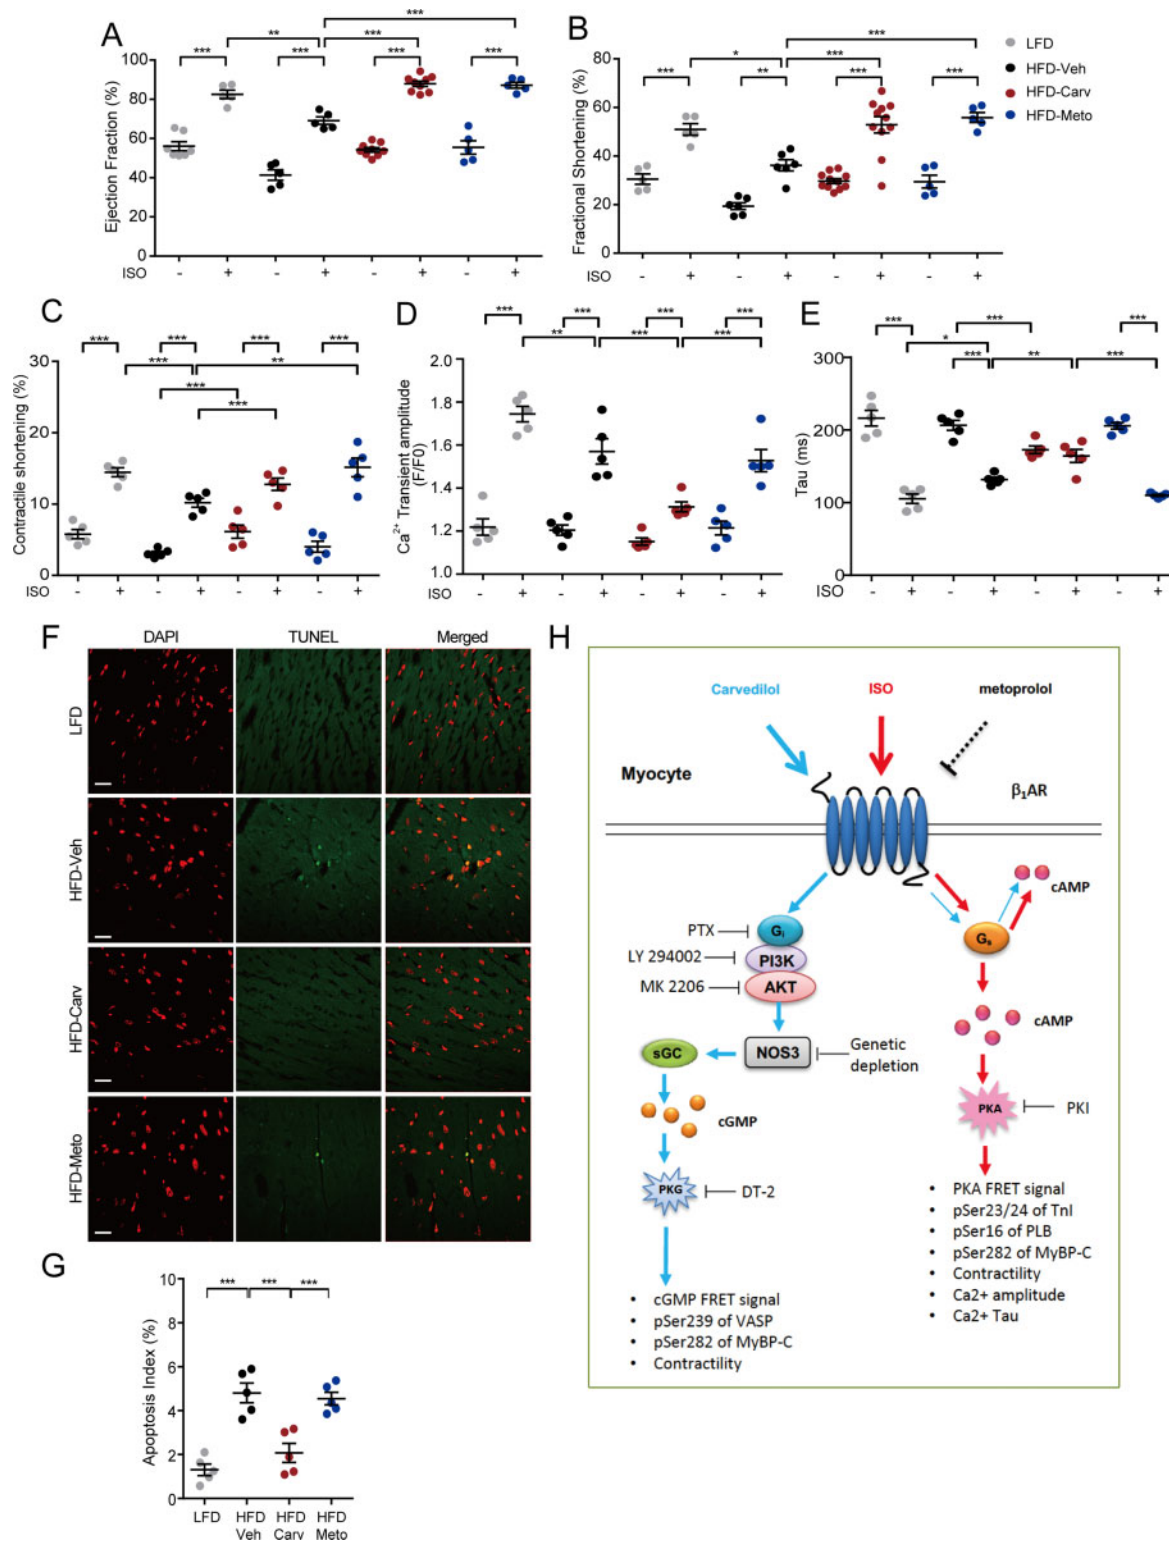 A
Ejection Fraction (%)
100
80
60
40
20
0
*** ** *** *** *** *** ***
ISO - + - + - + - +
B
Fractional Shortening (%)
80
60
40
20
0
*** * ** *** *** *** ***
ISO - + - + - + - +
LFD
HFD-Veh
HFD-Carv
HFD-Meto
C
Contractile shortening (%)
30
20
10
0
*** *** *** *** ***
*** **
***
***
ISO - + - + - + - +
D
Ca²⁺ Transient amplitude
(F/F0)
2.0
1.8
1.6
1.4
1.2
1.0
*** *** *** ***
** *** ***
ISO - + - + - + - +
E
Tau (ms)
300
200
100
0
*** *** ***
* *** ** ***
ISO - + - + - + - +
F
DAPI TUNEL Merged
LFD
HFD-Veh
HFD-Carv
HFD-Meto
G
Apoptosis Index (%)
10
8
6
4
2
0
*** *** ***
LFD HFD HFD HFD
Veh Carv Meto
H
Carvedilol ISO metoprolol
Myocyte
β₁AR
cAMP
PTX
Gᵢ
Gₛ
LY 294002
PI3K
MK 2206
AKT
cAMP
sGC
NOS3
Genetic
depletion
cGMP
PKA
PKI
PKG
DT-2
• PKA FRET signal
• pSer23/24 of TnI
• pSer16 of PLB
• pSer282 of MyBP-C
• Contractility
• Ca2+ amplitude
• Ca2+ Tau
• cGMP FRET signal
• pSer239 of VASP
• pSer282 of MyBP-C
• Contractility